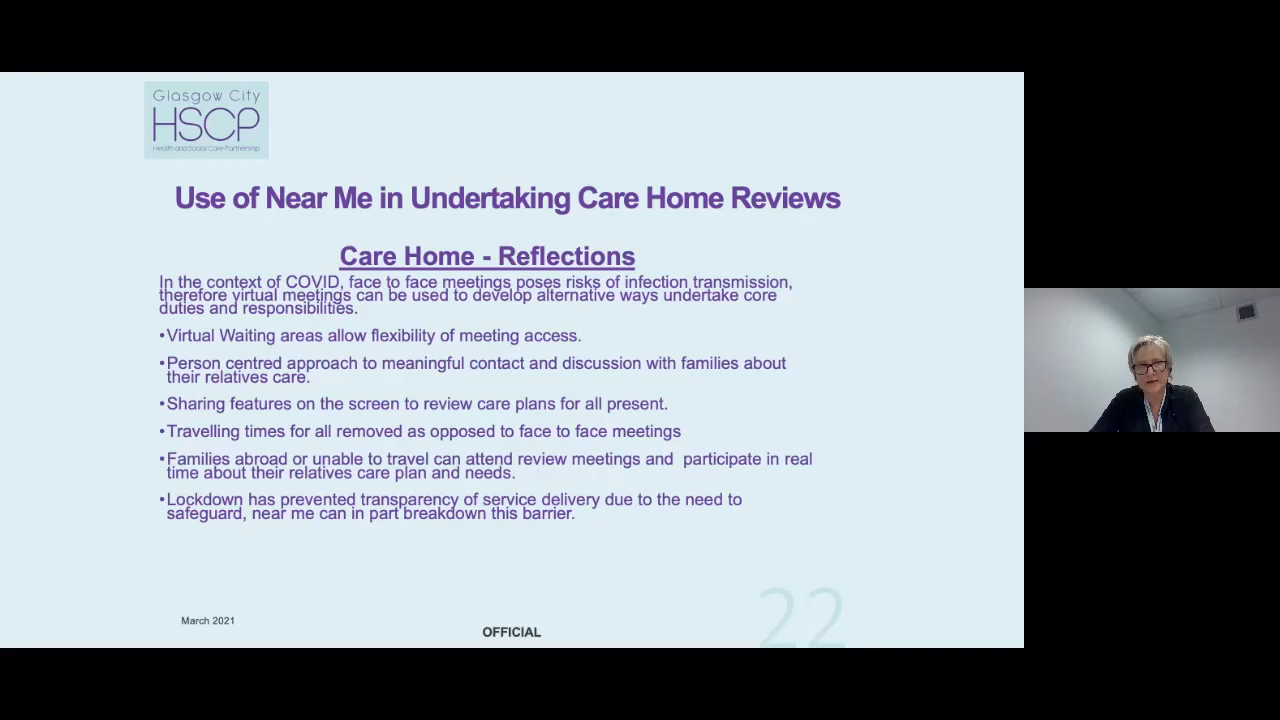 Glasgow City
HSCP
Health and Social Care Partnership
Use of Near Me in Undertaking Care Home Reviews
Care Home - Reflections
In the context of COVID, face to face meetings poses risks of infection transmission,
therefore virtual meetings can be used to develop alternative ways undertake core
duties and responsibilities.
•Virtual Waiting areas allow flexibility of meeting access.
•Person centred approach to meaningful contact and discussion with families about
their relatives care.
•Sharing features on the screen to review care plans for all present.
•Travelling times for all removed as opposed to face to face meetings
•Families abroad or unable to travel can attend review meetings and  participate in real
time about their relatives care plan and needs.
•Lockdown has prevented transparency of service delivery due to the need to
safeguard, near me can in part breakdown this barrier.
March 2021
OFFICIAL
22